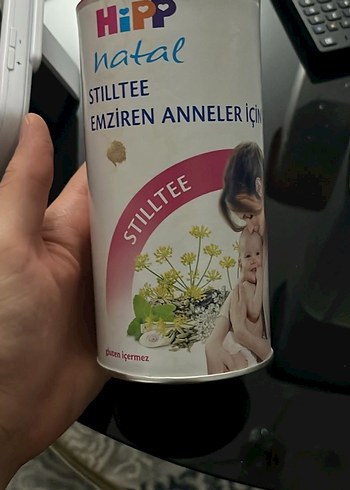 HiPP
natal
STILLTEE
EMZİREN ANNELER İÇİN
STILLTEE
gluten içermez